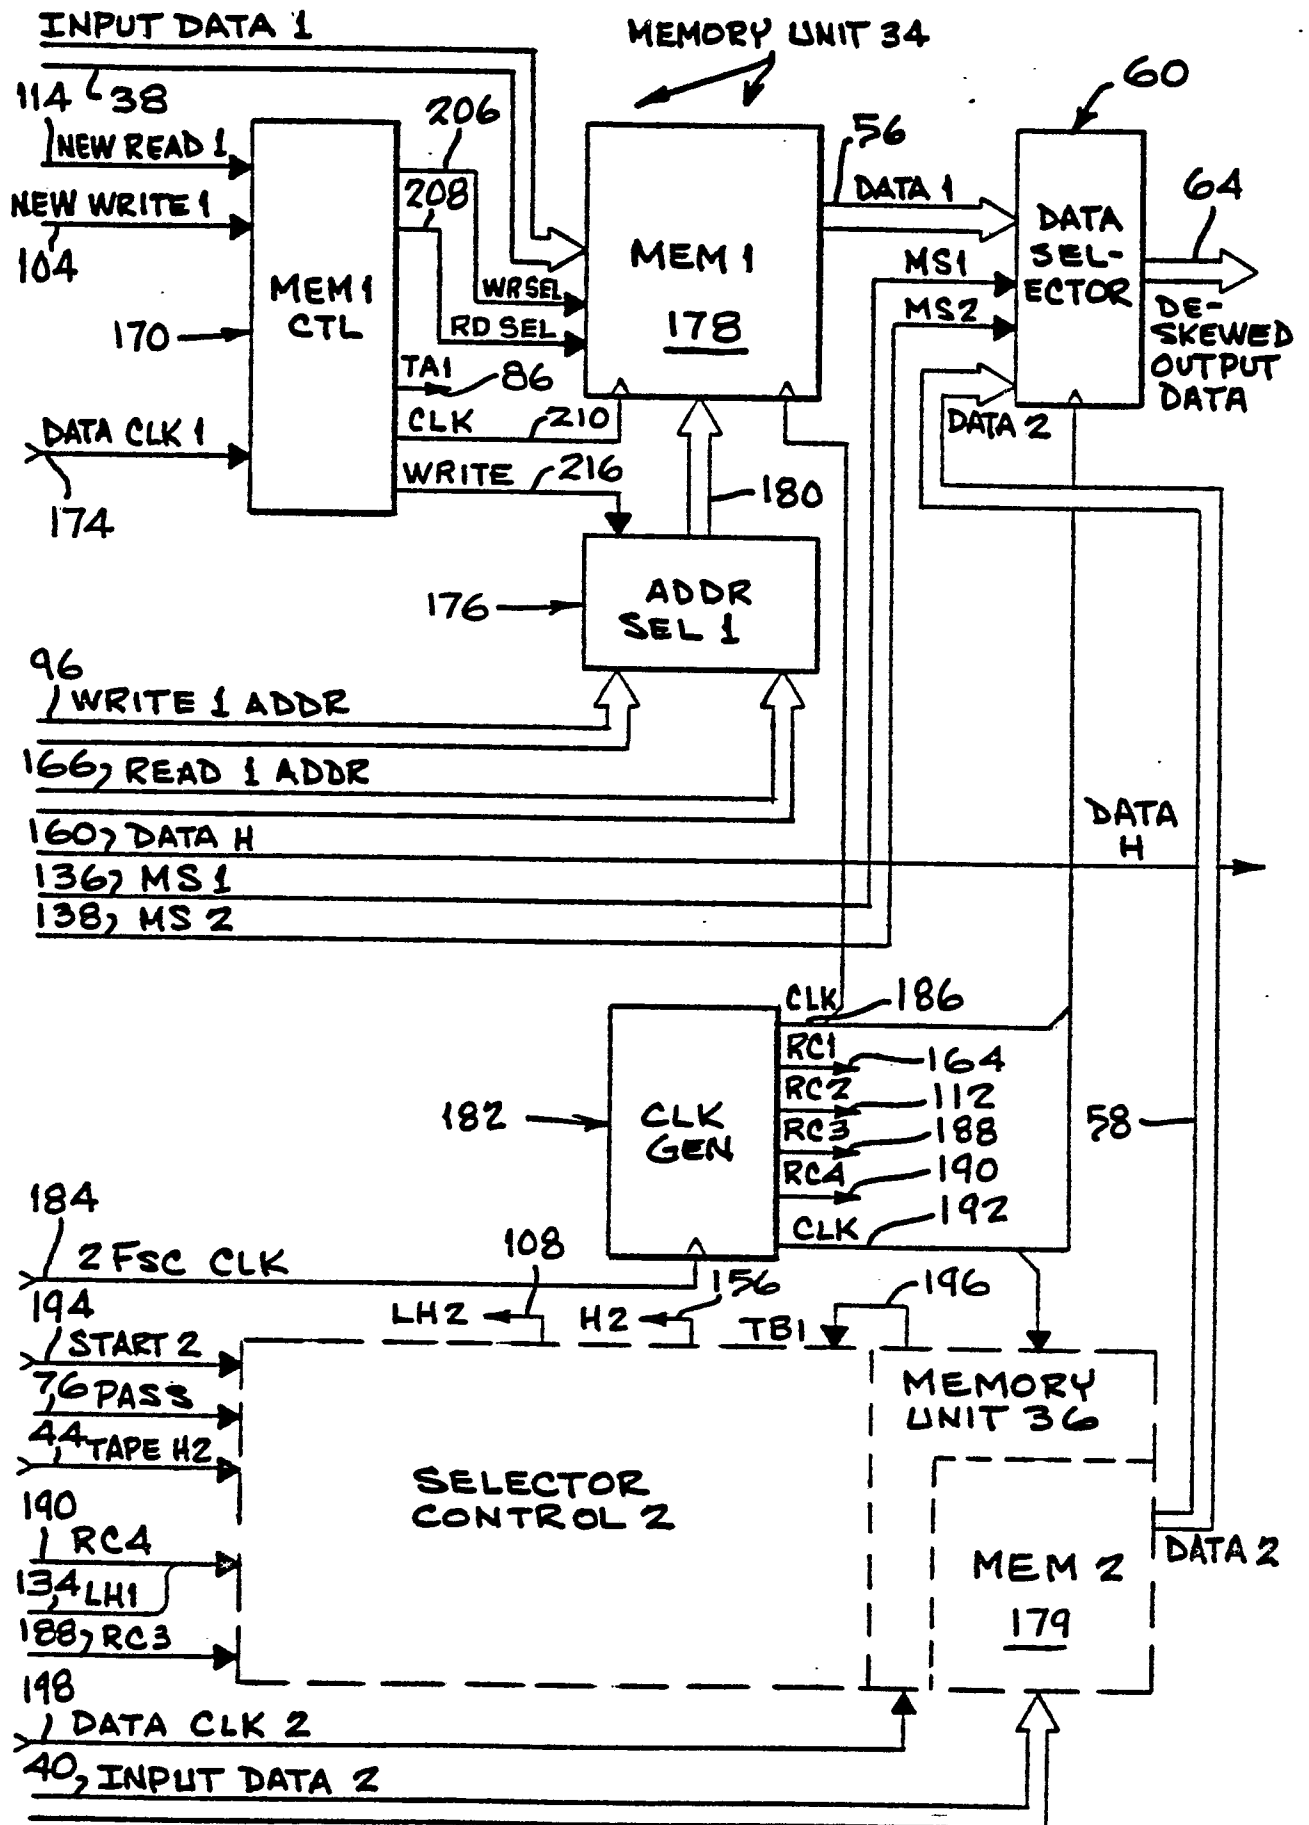 INPUT DATA 1
MEMORY UNIT 34
114 38
206
56
60
NEW READ 1
208
DATA 1
64
NEW WRITE 1
104
MEM 1
CTL
MEM 1
178
DATA
SEL-
ECTOR
MS1
MS2
WR SEL
RD SEL
170
TA1
86
DE-
SKEWED
OUTPUT
DATA
DATA 2
DATA CLK 1
174
CLK
210
WRITE
216
180
176
ADDR
SEL 1
96
WRITE 1 ADDR
166, READ 1 ADDR
160, DATA H
DATA
H
136, MS 1
138, MS 2
CLK
186
RC1
164
RC2
112
RC3
188
RC4
190
CLK
192
182
CLK
GEN
58
184
2 FSC CLK
108
LH2
156
H2
TB1
196
194
START 2
76 PASS
44 TAPE H2
190
RC4
134 LH1
188, RC3
SELECTOR
CONTROL 2
MEMORY
UNIT 36
MEM 2
179
DATA 2
198
DATA CLK 2
40, INPUT DATA 2